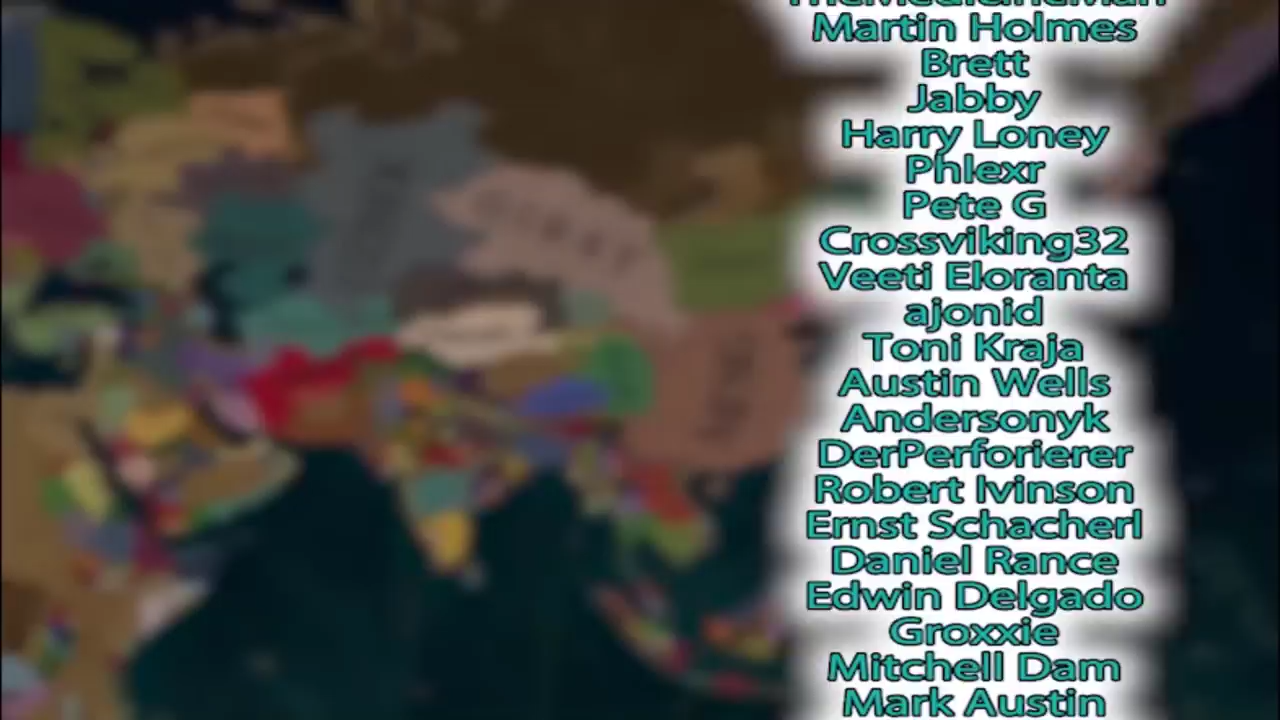 TheMedicineMan
Martin Holmes
Brett
Jabby
Harry Loney
Phlexr
Pete G
Crossviking32
Veeti Eloranta
ajonid
Toni Kraja
Austin Wells
Andersonyk
DerPerforierer
Robert Ivinson
Ernst Schacherl
Daniel Rance
Edwin Delgado
Groxxie
Mitchell Dam
Mark Austin